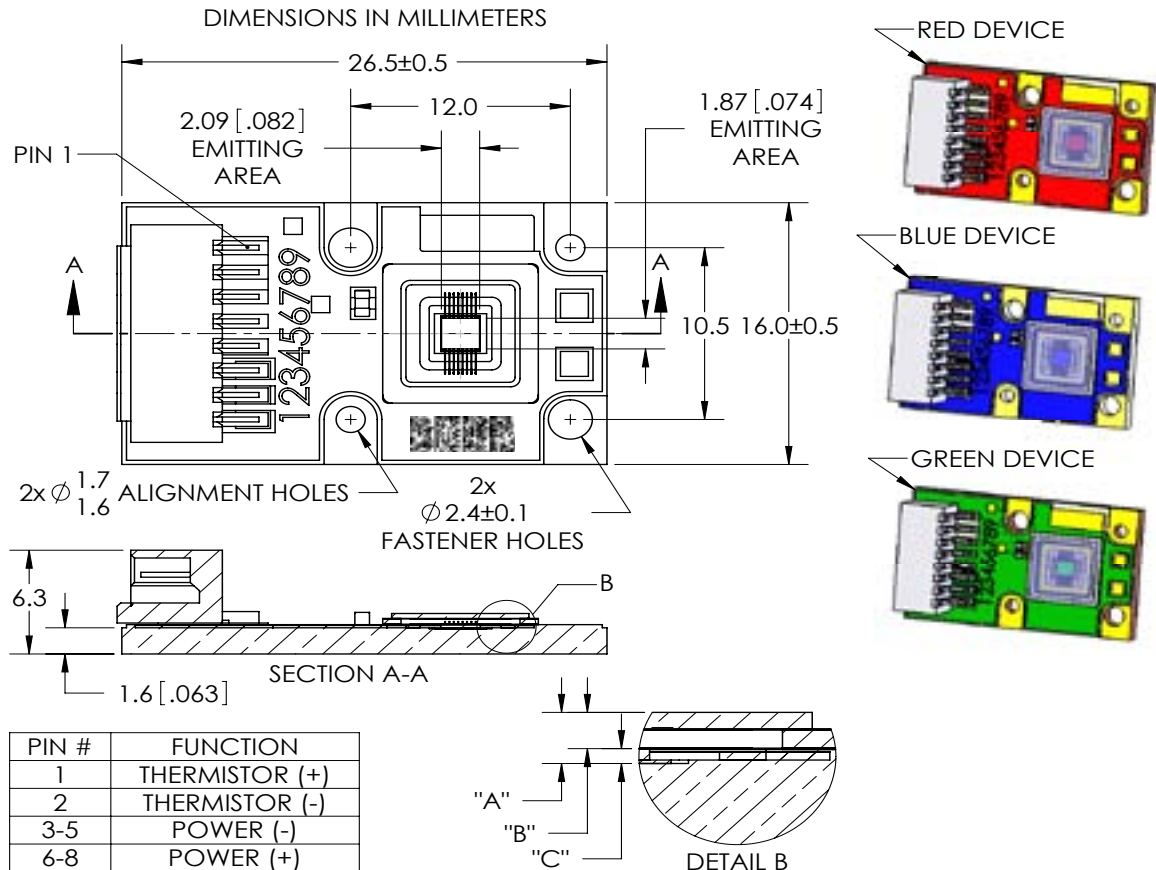 DIMENSIONS IN MILLIMETERS
26.5±0.5
12.0
2.09 [.082]
EMITTING
AREA
1.87 [.074]
EMITTING
AREA
PIN 1
A
A
123456789
10.5
16.0±0.5
2x ⌀ 1.7
1.6
ALIGNMENT HOLES
2x
⌀ 2.4±0.1
FASTENER HOLES
RED DEVICE
123456789
BLUE DEVICE
123456789
GREEN DEVICE
123456789
6.3
B
SECTION A-A
1.6 [.063]
PIN # FUNCTION
1 THERMISTOR (+)
2 THERMISTOR (-)
3-5 POWER (-)
6-8 POWER (+)
"A"
"B"
"C"
DETAIL B